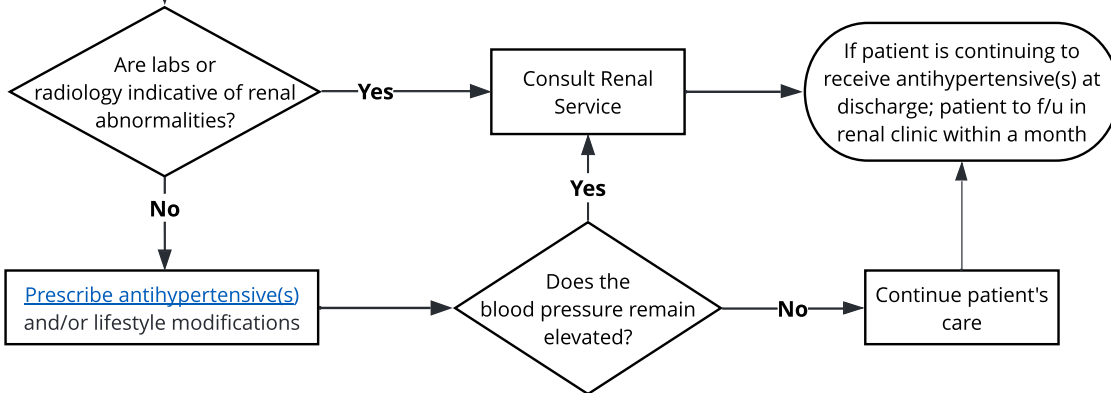 Are labs or
radiology indicative of renal
abnormalities?
Yes
Consult Renal
Service
If patient is continuing to
receive antihypertensive(s) at
discharge; patient to f/u in
renal clinic within a month
No
Yes
Prescribe antihypertensive(s)
and/or lifestyle modifications
Does the
blood pressure remain
elevated?
No
Continue patient's
care